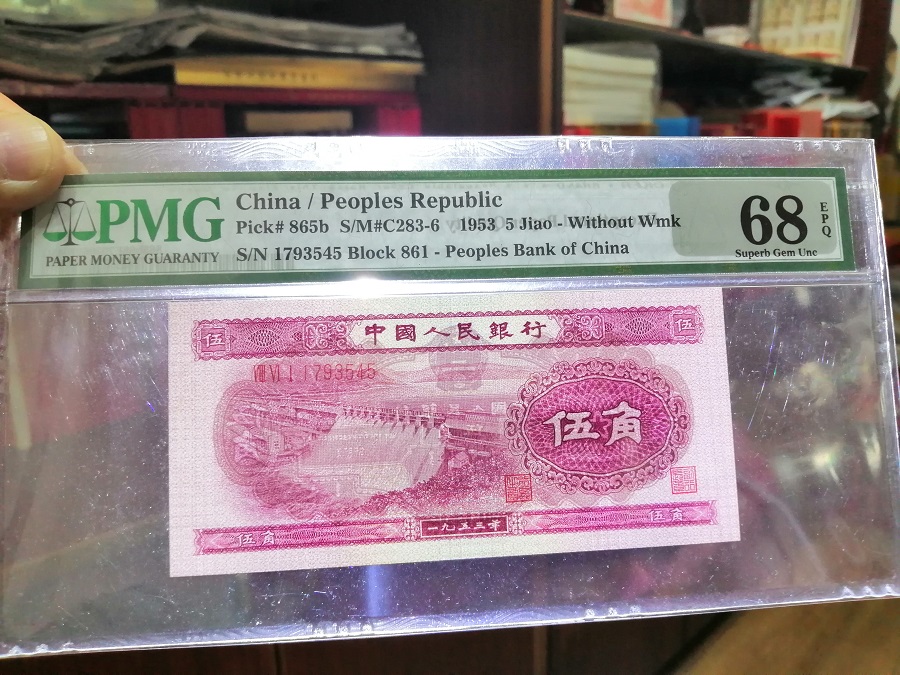 PMG
PAPER MONEY GUARANTY
China / Peoples Republic
Pick# 865b S/M#C283-6 1953 5 Jiao - Without Wmk
S/N 1793545 Block 861 - Peoples Bank of China
68
EPQ
Superb Gem Unc
伍 中國人民銀行 伍
VIII VI I 1793545
伍角
伍角 一九五三年 伍角